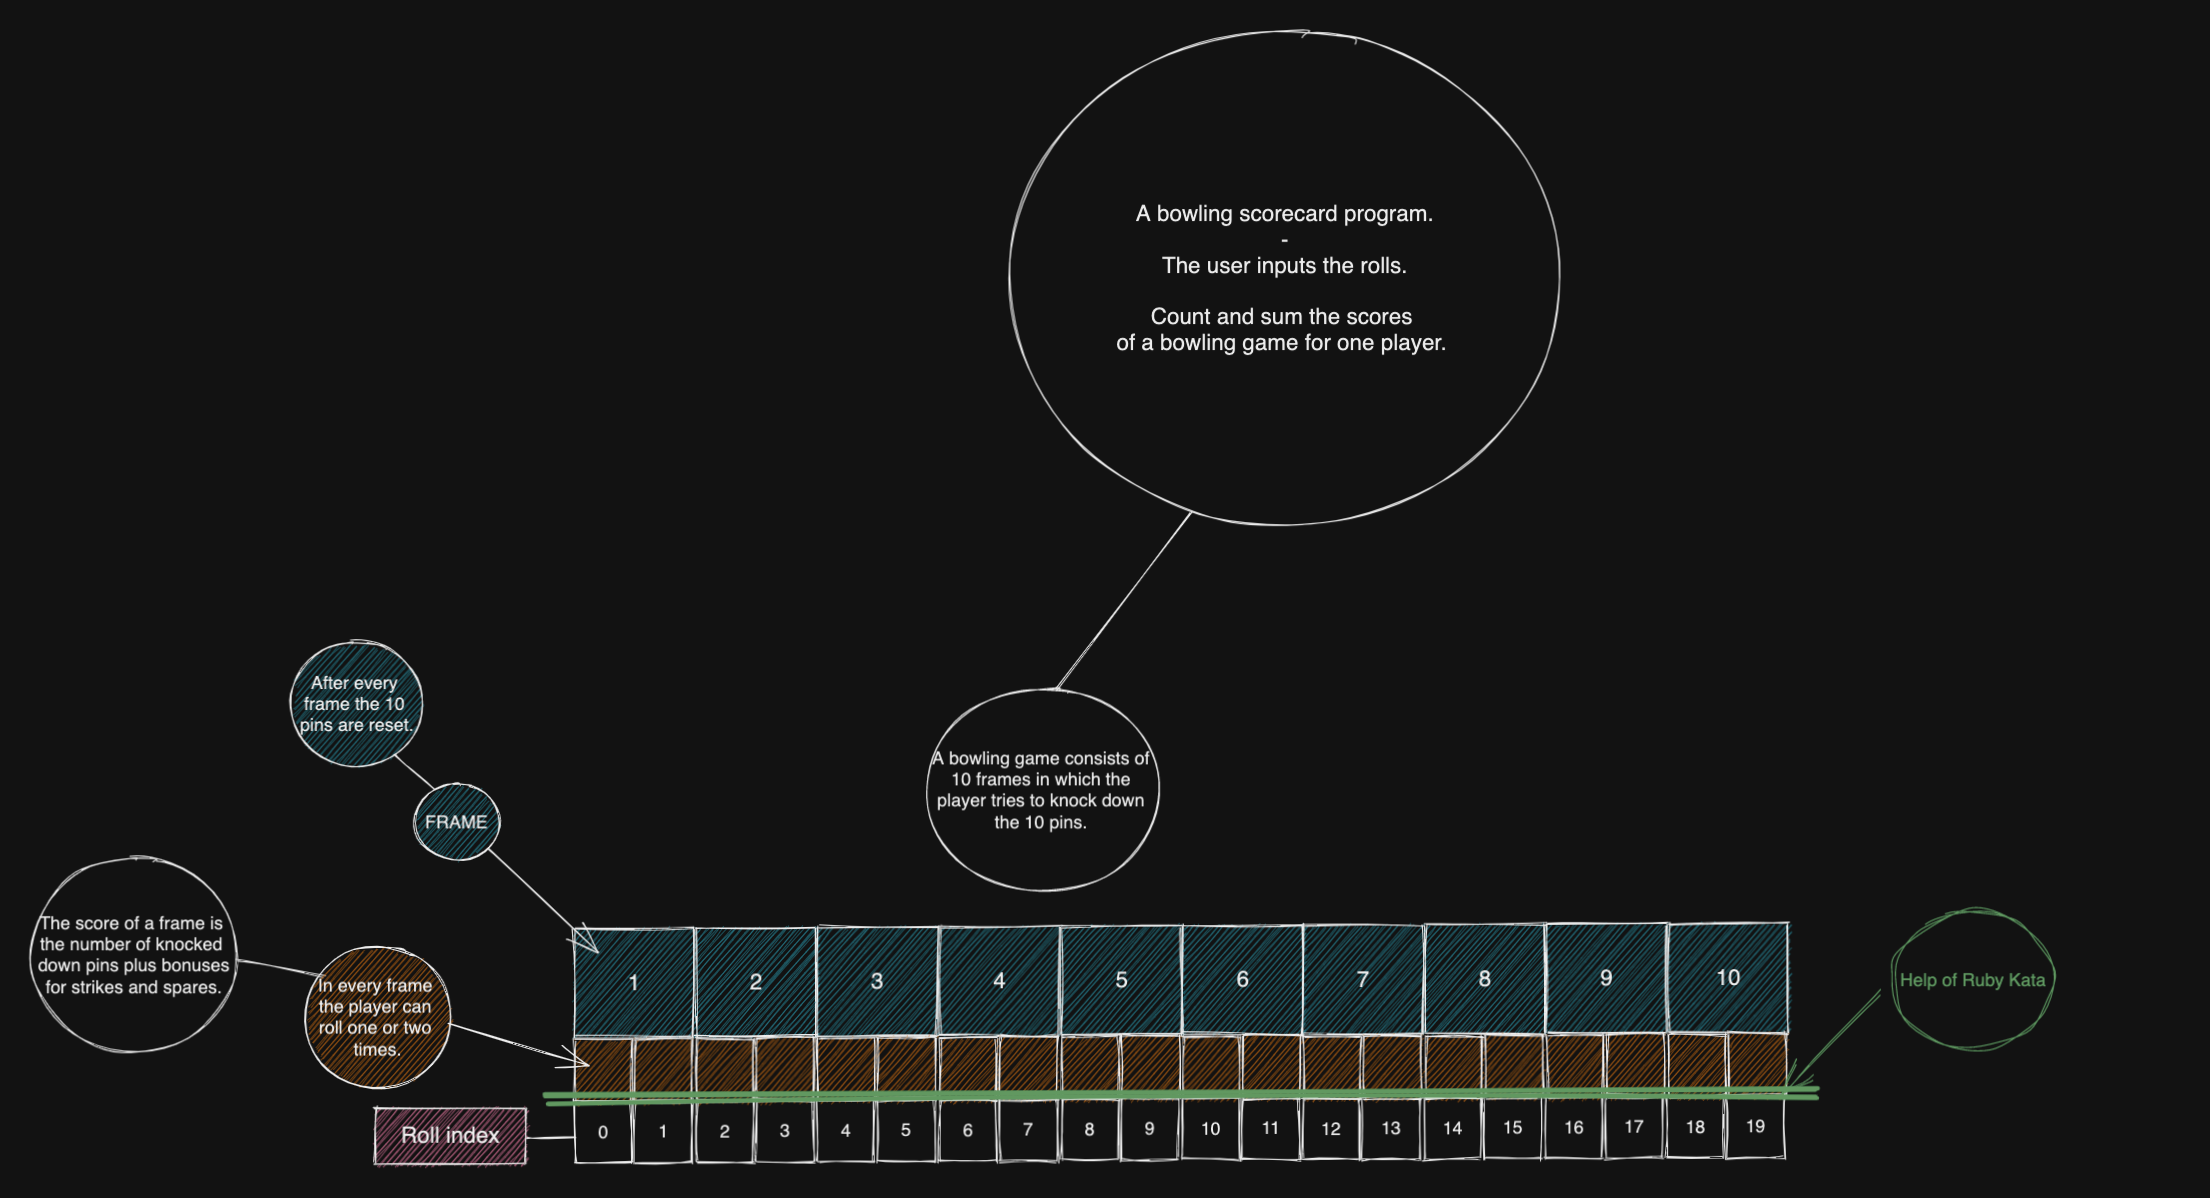 A bowling scorecard program.
-
The user inputs the rolls.
Count and sum the scores
of a bowling game for one player.
After every
frame the 10
pins are reset.
FRAME
A bowling game consists of
10 frames in which the
player tries to knock down
the 10 pins.
The score of a frame is
the number of knocked
down pins plus bonuses
for strikes and spares.
In every frame
the player can
roll one or two
times.
1 2 3 4 5 6 7 8 9 10
Help of Ruby Kata
Roll index
0 1 2 3 4 5 6 7 8 9 10 11 12 13 14 15 16 17 18 19